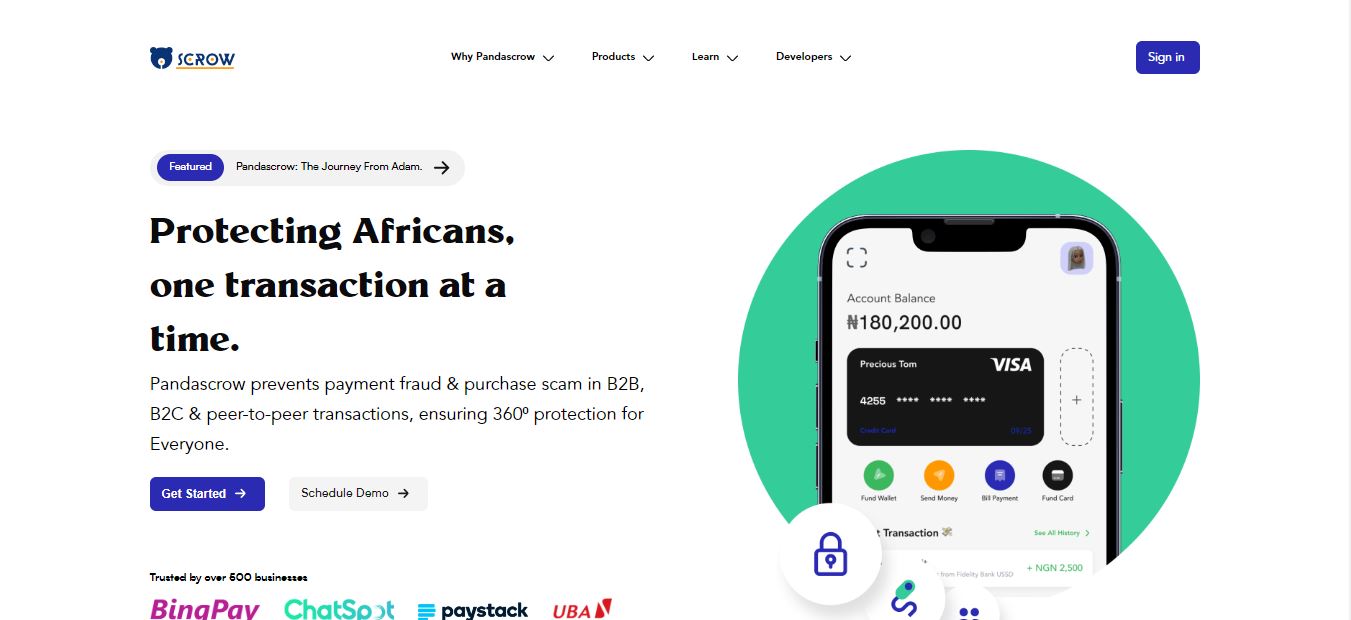 SCROW
Why Pandascrow
Products
Learn
Developers
Sign in
Featured
Pandascrow: The Journey From Adam.
Protecting Africans,
one transaction at a
time.
Pandascrow prevents payment fraud & purchase scam in B2B,
B2C & peer-to-peer transactions, ensuring 360⁰ protection for
Everyone.
Get Started
Schedule Demo
Trusted by over 500 businesses
BingPay
ChatSpot
paystack
UBA
Account Balance
₦180,200.00
Precious Tom
VISA
4255 **** **** ****
Credit Card
09/25
Fund Wallet
Send Money
Bill Payment
Fund Card
t Transaction
See All History
from Fidelity Bank USSD
+ NGN 2,500